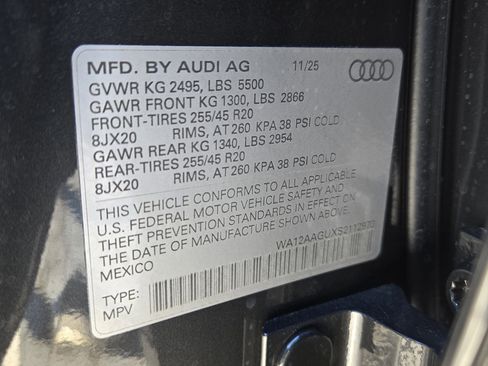 MFD. BY AUDI AG 11/25
GVWR KG 2495, LBS 5500
GAWR FRONT KG 1300, LBS 2866
FRONT-TIRES 255/45 R20
8JX20 RIMS, AT 260 KPA 38 PSI COLD
GAWR REAR KG 1340, LBS 2954
REAR-TIRES 255/45 R20
8JX20 RIMS, AT 260 KPA 38 PSI COLD
THIS VEHICLE CONFORMS TO ALL APPLICABLE
U.S. FEDERAL MOTOR VEHICLE SAFETY AND
THEFT PREVENTION STANDARDS IN EFFECT ON
THE DATE OF MANUFACTURE SHOWN ABOVE.
MEXICO
TYPE:
MPV